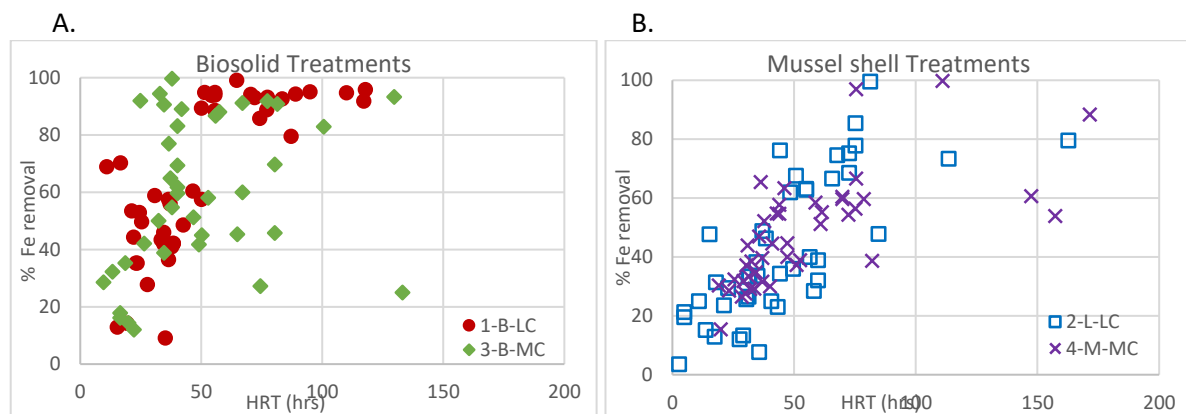 A.
Biosolid Treatments
100
80
60
40
20
0
% Fe removal
0
50
100
150
200
HRT (hrs)
1-B-LC
3-B-MC
B.
Mussel shell Treatments
100
80
60
40
20
0
% Fe removal
0
50
100
150
200
HRT (hrs)
2-L-LC
4-M-MC